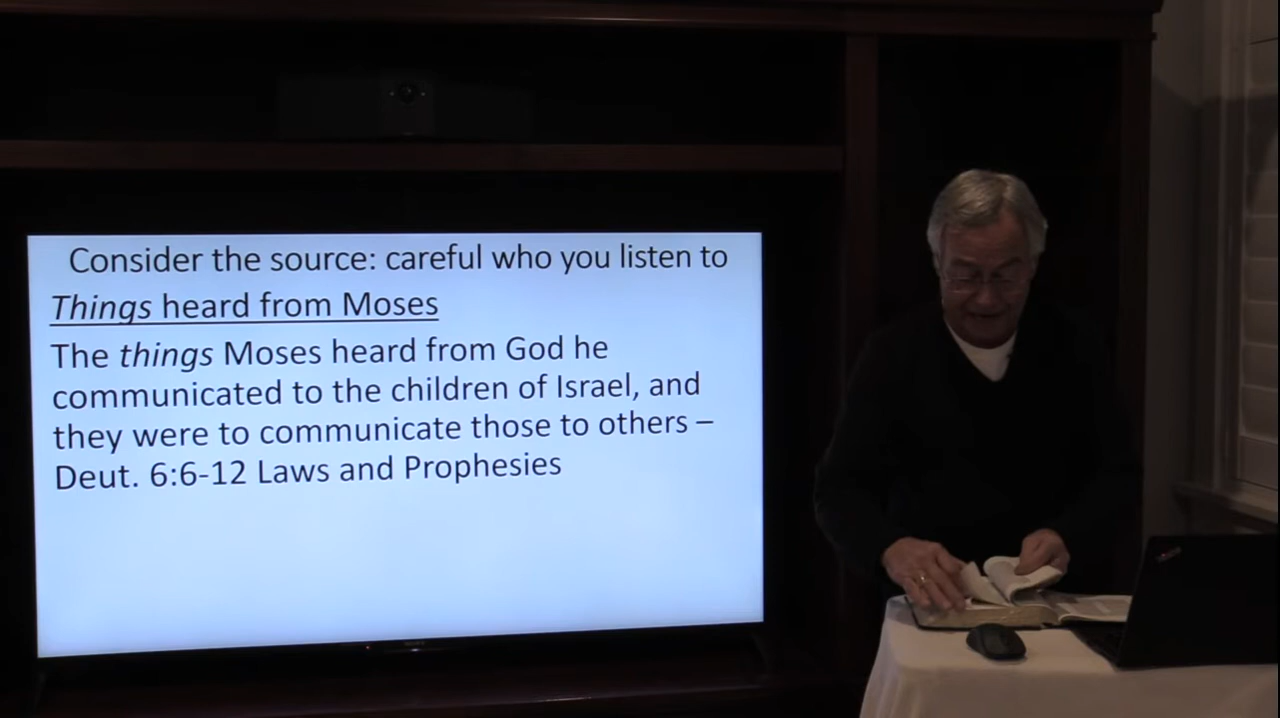 Consider the source: careful who you listen to
Things heard from Moses
The things Moses heard from God he
communicated to the children of Israel, and
they were to communicate those to others –
Deut. 6:6-12 Laws and Prophesies